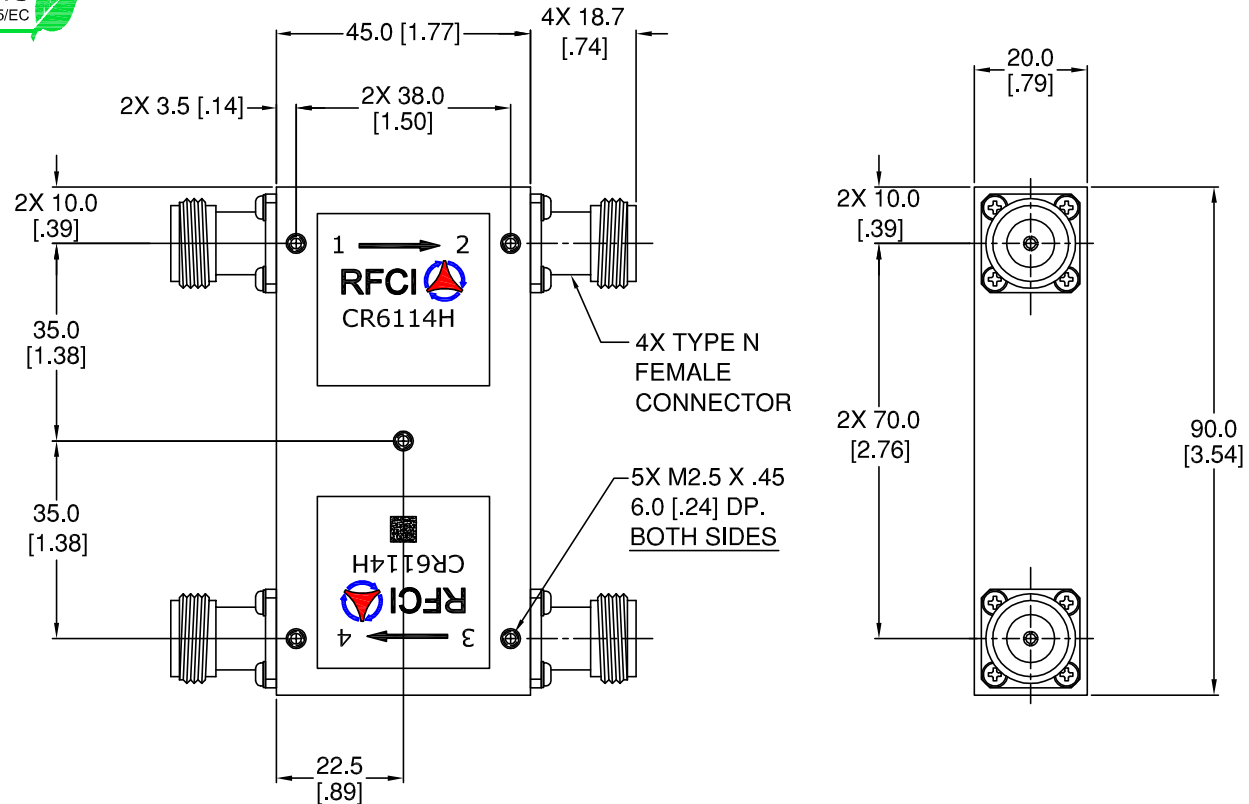 5/EC
45.0 [1.77]
4X 18.7
[.74]
20.0
[.79]
2X 3.5 [.14]
2X 38.0
[1.50]
2X 10.0
[.39]
2X 10.0
[.39]
1
2
RFCI
CR6114H
35.0
[1.38]
4X TYPE N
FEMALE
CONNECTOR
2X 70.0
[2.76]
90.0
[3.54]
5X M2.5 X .45
6.0 [.24] DP.
BOTH SIDES
35.0
[1.38]
CR6114H
RFCI
3
4
22.5
[.89]